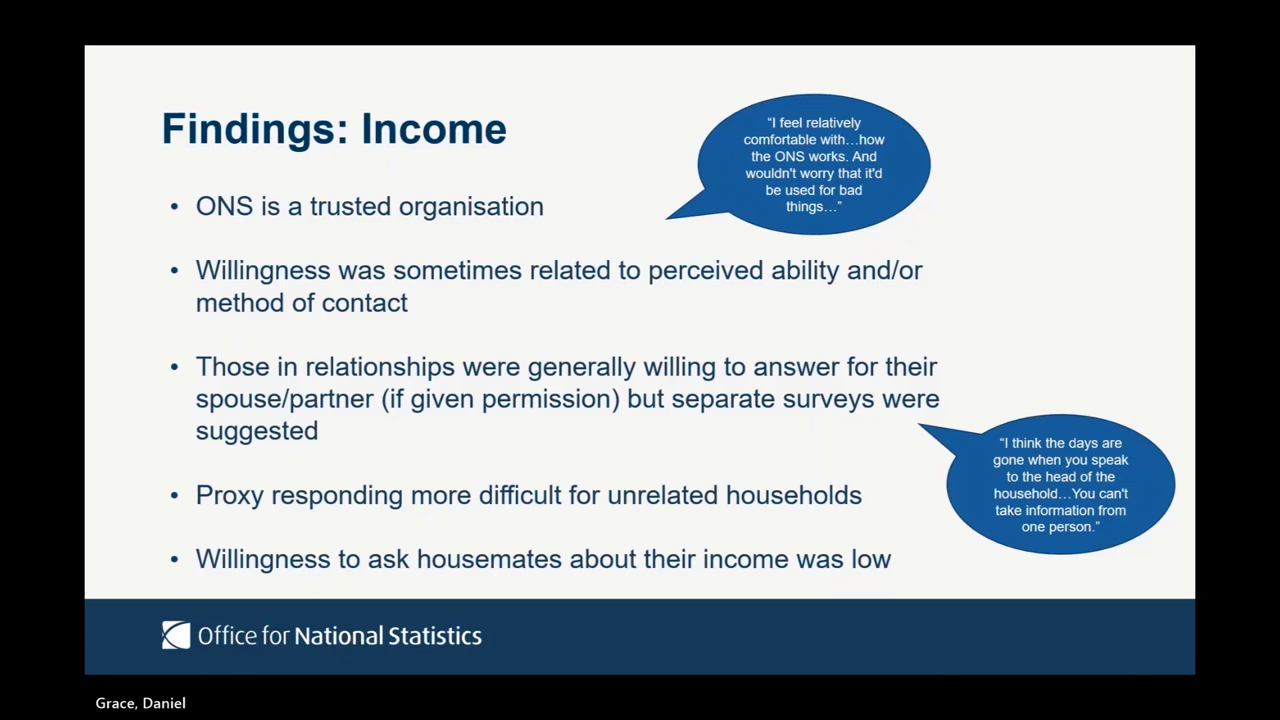 Findings: Income
“I feel relatively
comfortable with…how
the ONS works. And
wouldn't worry that it'd
be used for bad
things…”
• ONS is a trusted organisation
• Willingness was sometimes related to perceived ability and/or
method of contact
• Those in relationships were generally willing to answer for their
spouse/partner (if given permission) but separate surveys were
suggested
“I think the days are
gone when you speak
to the head of the
household…You can't
take information from
one person.”
• Proxy responding more difficult for unrelated households
• Willingness to ask housemates about their income was low
Office for National Statistics
Grace, Daniel